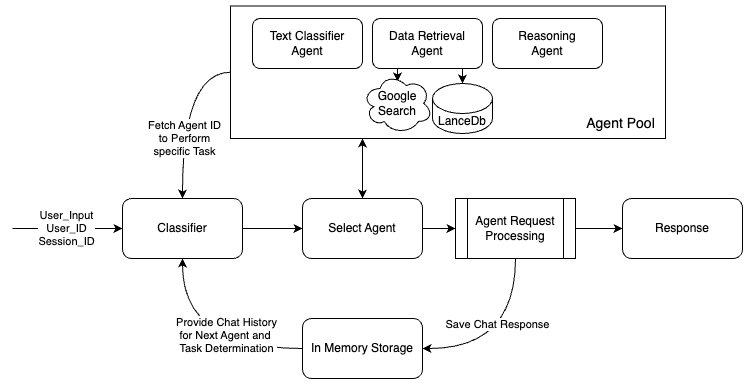 Text Classifier
Agent
Data Retrieval
Agent
Reasoning
Agent
Google
Search
LanceDb
Agent Pool
Fetch Agent ID
to Perform
specific Task
User_Input
User_ID
Session_ID
Classifier
Select Agent
Agent Request
Processing
Response
Provide Chat History
for Next Agent and
Task Determination
In Memory Storage
Save Chat Response